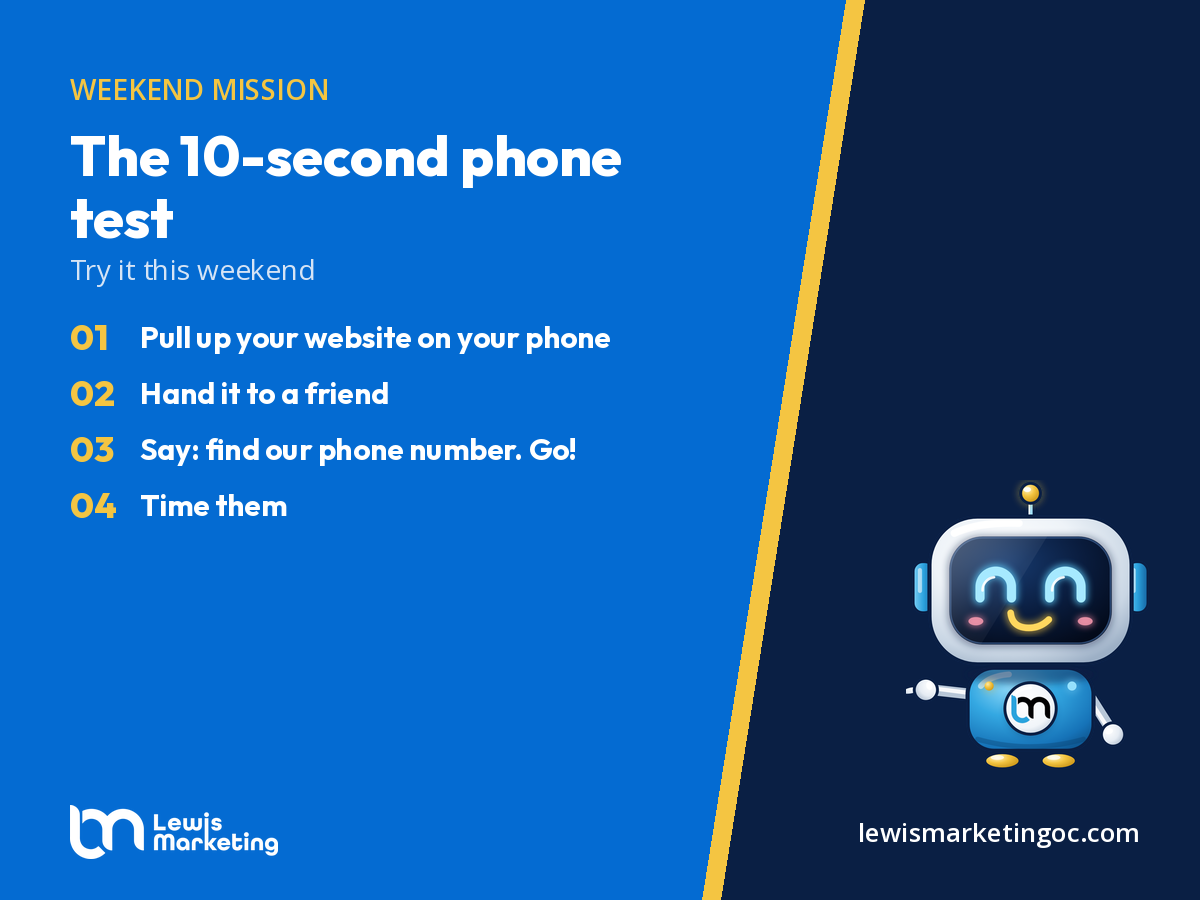 WEEKEND MISSION
The 10-second phone
test
Try it this weekend
01 Pull up your website on your phone
02 Hand it to a friend
03 Say: find our phone number. Go!
04 Time them
bm
lm Lewis
Marketing
lewismarketingoc.com